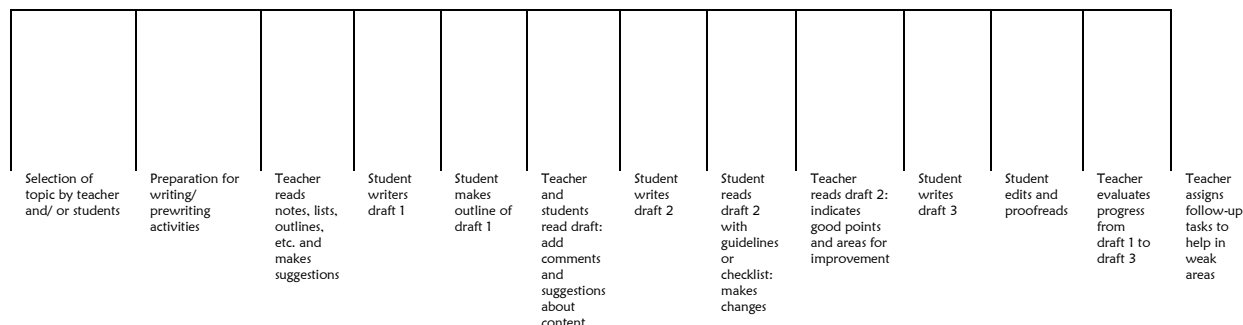 Selection of
topic by teacher
and/ or students
Preparation for
writing/
prewriting
activities
Teacher
reads
notes, lists,
outlines,
etc. and
makes
suggestions
Student
writers
draft 1
Student
makes
outline of
draft 1
Teacher
and
students
read draft:
add
comments
and
suggestions
about
content
Student
writes
draft 2
Student
reads
draft 2
with
guidelines
or
checklist:
makes
changes
Teacher
reads draft 2:
indicates
good points
and areas for
improvement
Student
writes
draft 3
Student
edits and
proofreads
Teacher
evaluates
progress
from
draft 1 to
draft 3
Teacher
assigns
follow-up
tasks to
help in
weak
areas